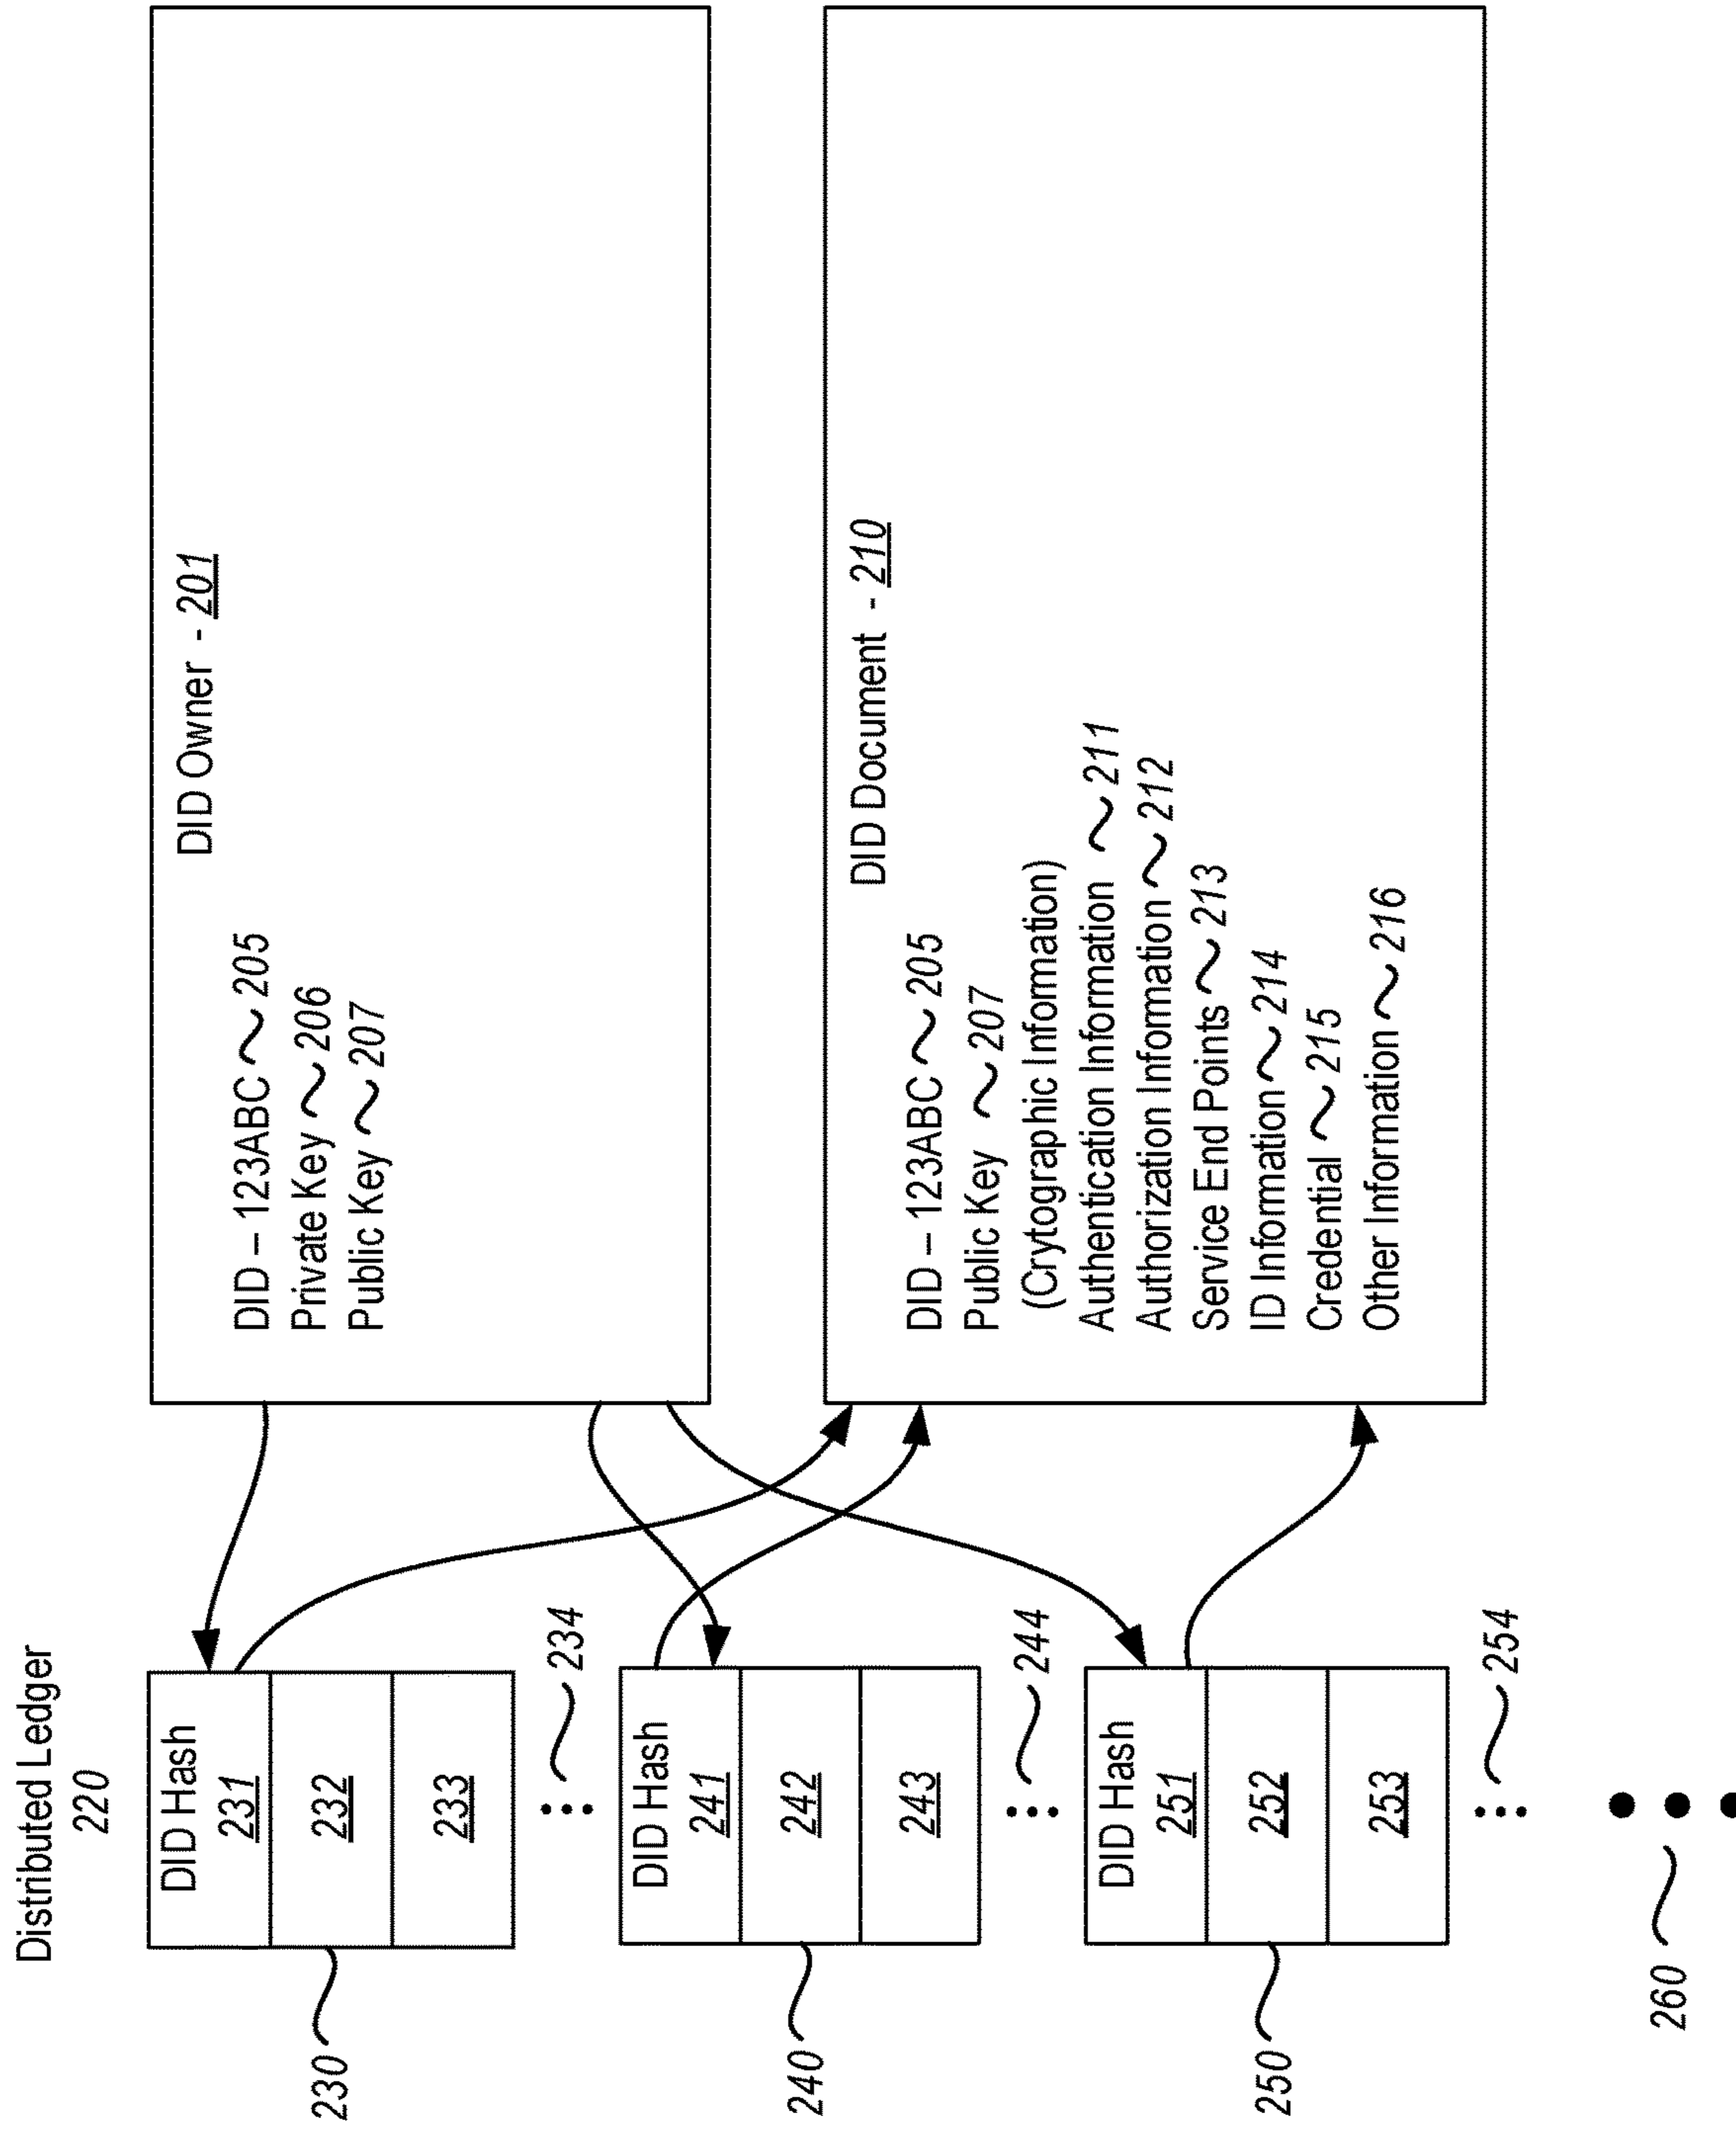 Distributed Ledger
220
DID Hash
231
232
233
234
230
DID Hash
241
242
243
244
240
DID Hash
251
252
253
254
250
260
DID Owner - 201
DID – 123ABC 205
Private Key 206
Public Key 207
DID Document - 210
DID – 123ABC 205
Public Key 207
(Crytographic Information)
Authentication Information 211
Authorization Information 212
Service End Points 213
ID Information 214
Credential 215
Other Information 216